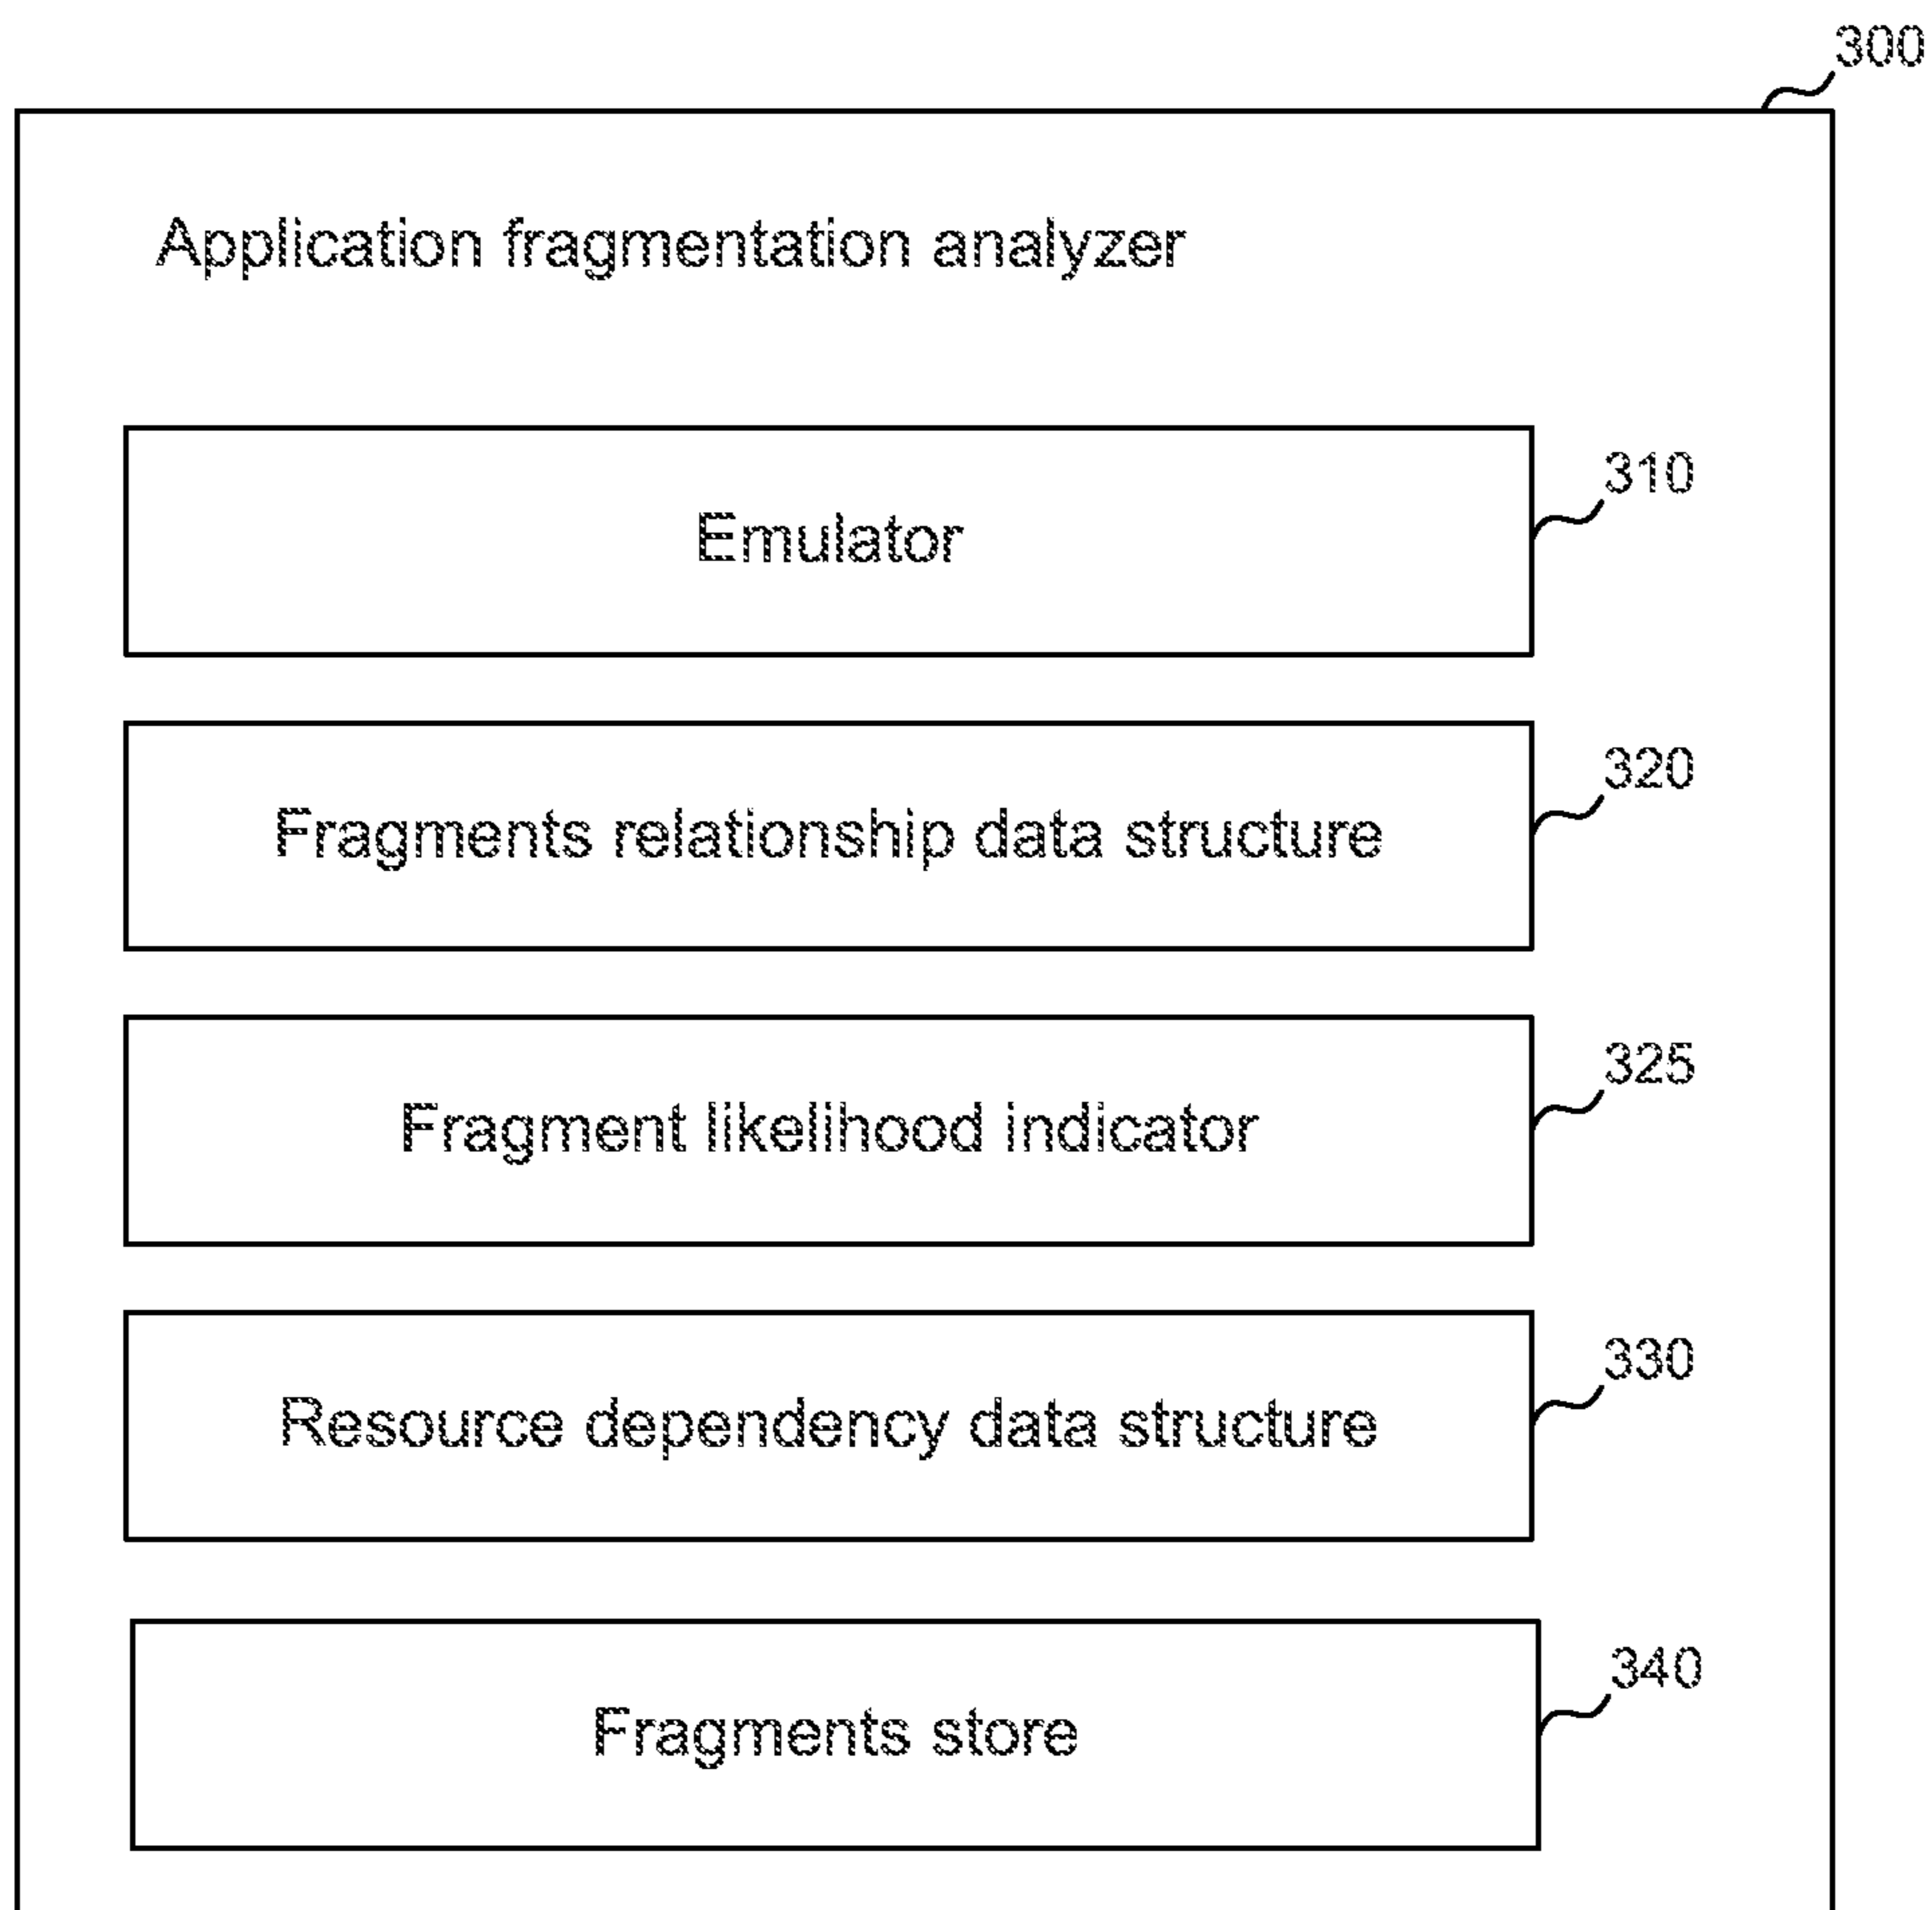 300
Application fragmentation analyzer
310
Emulator
320
Fragments relationship data structure
325
Fragment likelihood indicator
330
Resource dependency data structure
340
Fragments store